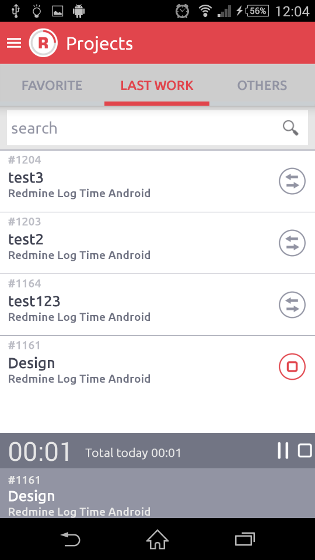 56% 12:04
R Projects
FAVORITE LAST WORK OTHERS
search
#1204
test3
Redmine Log Time Android
#1203
test2
Redmine Log Time Android
#1164
test123
Redmine Log Time Android
#1161
Design
Redmine Log Time Android
00:01 Total today 00:01
#1161
Design
Redmine Log Time Android